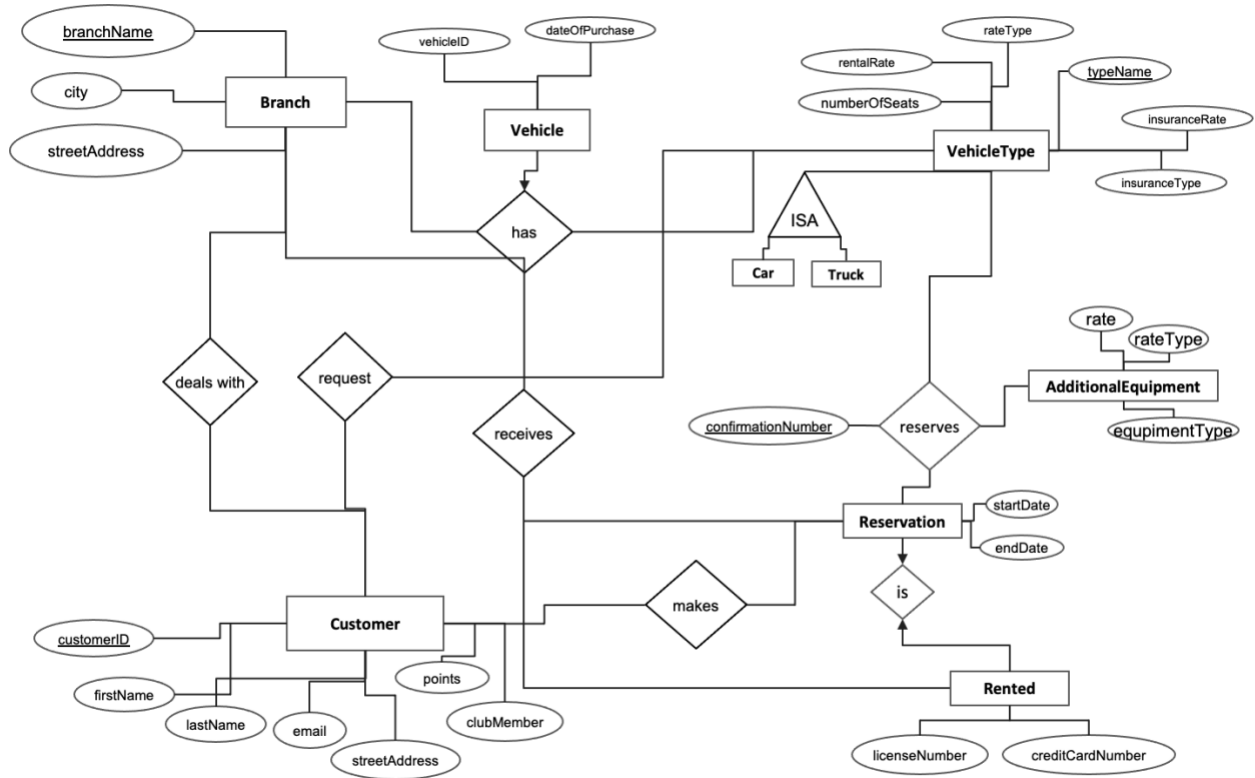 branchName
city
streetAddress
Branch
vehicleID
dateOfPurchase
Vehicle
rateType
rentalRate
numberOfSeats
typeName
insuranceRate
insuranceType
VehicleType
has
ISA
Car
Truck
deals with
request
receives
rate
rateType
AdditionalEquipment
equpimentType
confirmationNumber
reserves
Reservation
startDate
endDate
is
makes
Customer
customerID
firstName
lastName
email
streetAddress
points
clubMember
Rented
licenseNumber
creditCardNumber